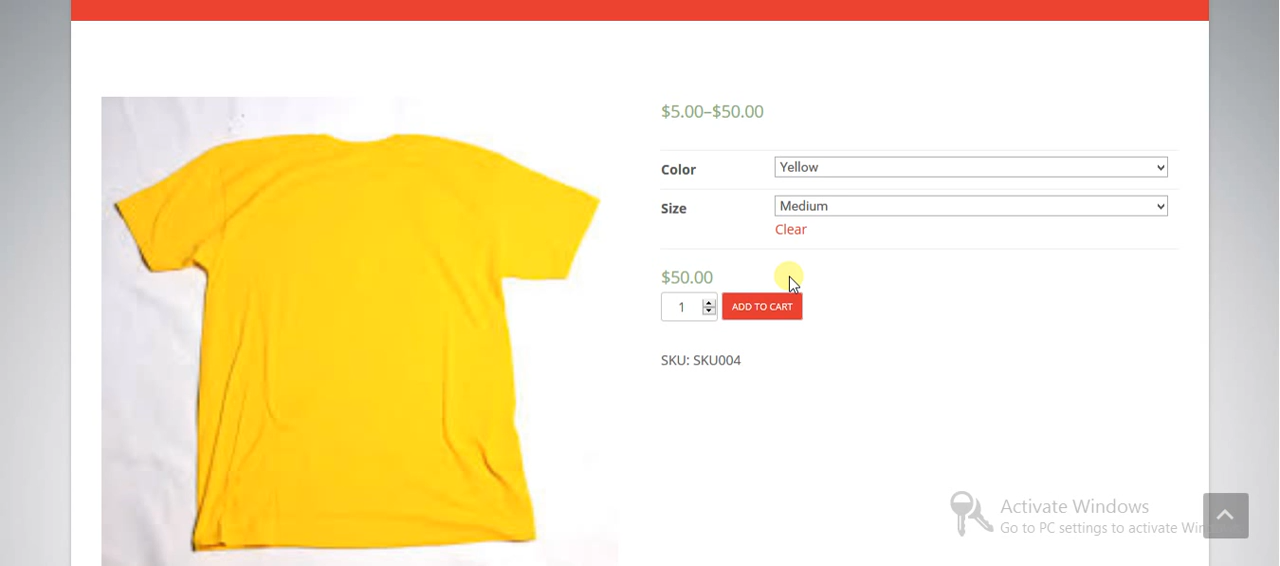 $5.00–$50.00
Color
Yellow
Size
Medium
Clear
$50.00
1
ADD TO CART
SKU: SKU004
Activate Windows
Go to PC settings to activate